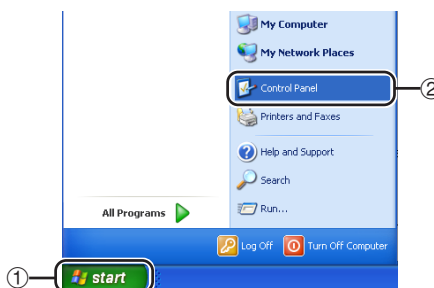 My Computer
My Network Places
Control Panel
②
Printers and Faxes
Help and Support
Search
All Programs
Run...
Log Off
Turn Off Computer
①
start